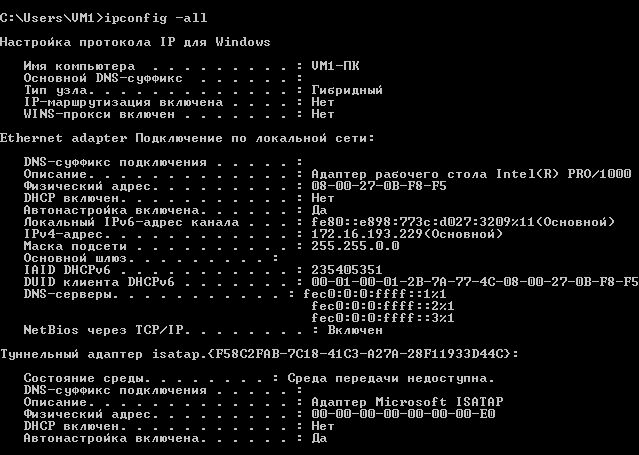 C:\Users\VM1>ipconfig -all
Настройка протокола IP для Windows
Имя компьютера . . . . . . . . . : VM1-ПК
Основной DNS-суффикс . . . . . . :
Тип узла. . . . . . . . . . . . . : Гибридный
IP-маршрутизация включена . . . . : Нет
WINS-прокси включен . . . . . . . : Нет
Ethernet adapter Подключение по локальной сети:
DNS-суффикс подключения . . . . . :
Описание. . . . . . . . . . . . . : Адаптер рабочего стола Intel(R) PRO/1000
Физический адрес. . . . . . . . . : 08-00-27-0B-F8-F5
DHCP включен. . . . . . . . . . . : Нет
Автонастройка включена. . . . . . : Да
Локальный IPv6-адрес канала . . . : fe80::e898:773c:d027:3209%11(Основной)
IPv4-адрес. . . . . . . . . . . . : 172.16.193.229(Основной)
Маска подсети . . . . . . . . . . : 255.255.0.0
Основной шлюз. . . . . . . . . :
IAID DHCPv6 . . . . . . . . . . . : 235405351
DUID клиента DHCPv6 . . . . . . . : 00-01-00-01-2B-7A-77-4C-08-00-27-0B-F8-F5
DNS-серверы. . . . . . . . . . . : fec0:0:0:ffff::1%1
fec0:0:0:ffff::2%1
fec0:0:0:ffff::3%1
NetBios через TCP/IP. . . . . . . . : Включен
Туннельный адаптер isatap.{F58C2FAB-7C18-41C3-A27A-28F11933D44C}:
Состояние среды. . . . . . . . : Среда передачи недоступна.
DNS-суффикс подключения . . . . . :
Описание. . . . . . . . . . . . . : Адаптер Microsoft ISATAP
Физический адрес. . . . . . . . . : 00-00-00-00-00-00-00-E0
DHCP включен. . . . . . . . . . . : Нет
Автонастройка включена. . . . . . : Да